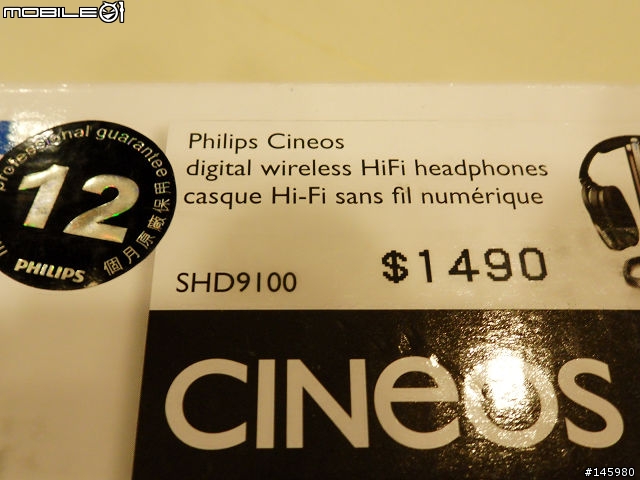 MOBILE01
professional guarantee
12
PHILIPS
個月原廠保用
Philips Cineos
digital wireless HiFi headphones
casque Hi-Fi sans fil numérique
SHD9100
$1490
CINeos
#145980